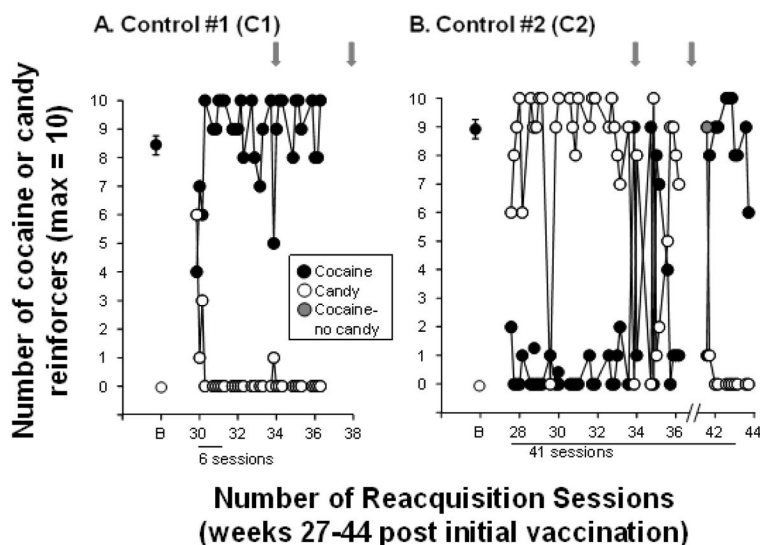 A. Control #1 (C1)
B. Control #2 (C2)
Number of cocaine or candy
reinforcers (max = 10)
10
9
8
7
6
5
4
3
2
1
0
Cocaine
Candy
Cocaine-
no candy
B
30
32
34
36
38
6 sessions
10
9
8
7
6
5
4
3
2
1
0
B
28
30
32
34
36
//
42
44
41 sessions
Number of Reacquisition Sessions
(weeks 27-44 post initial vaccination)